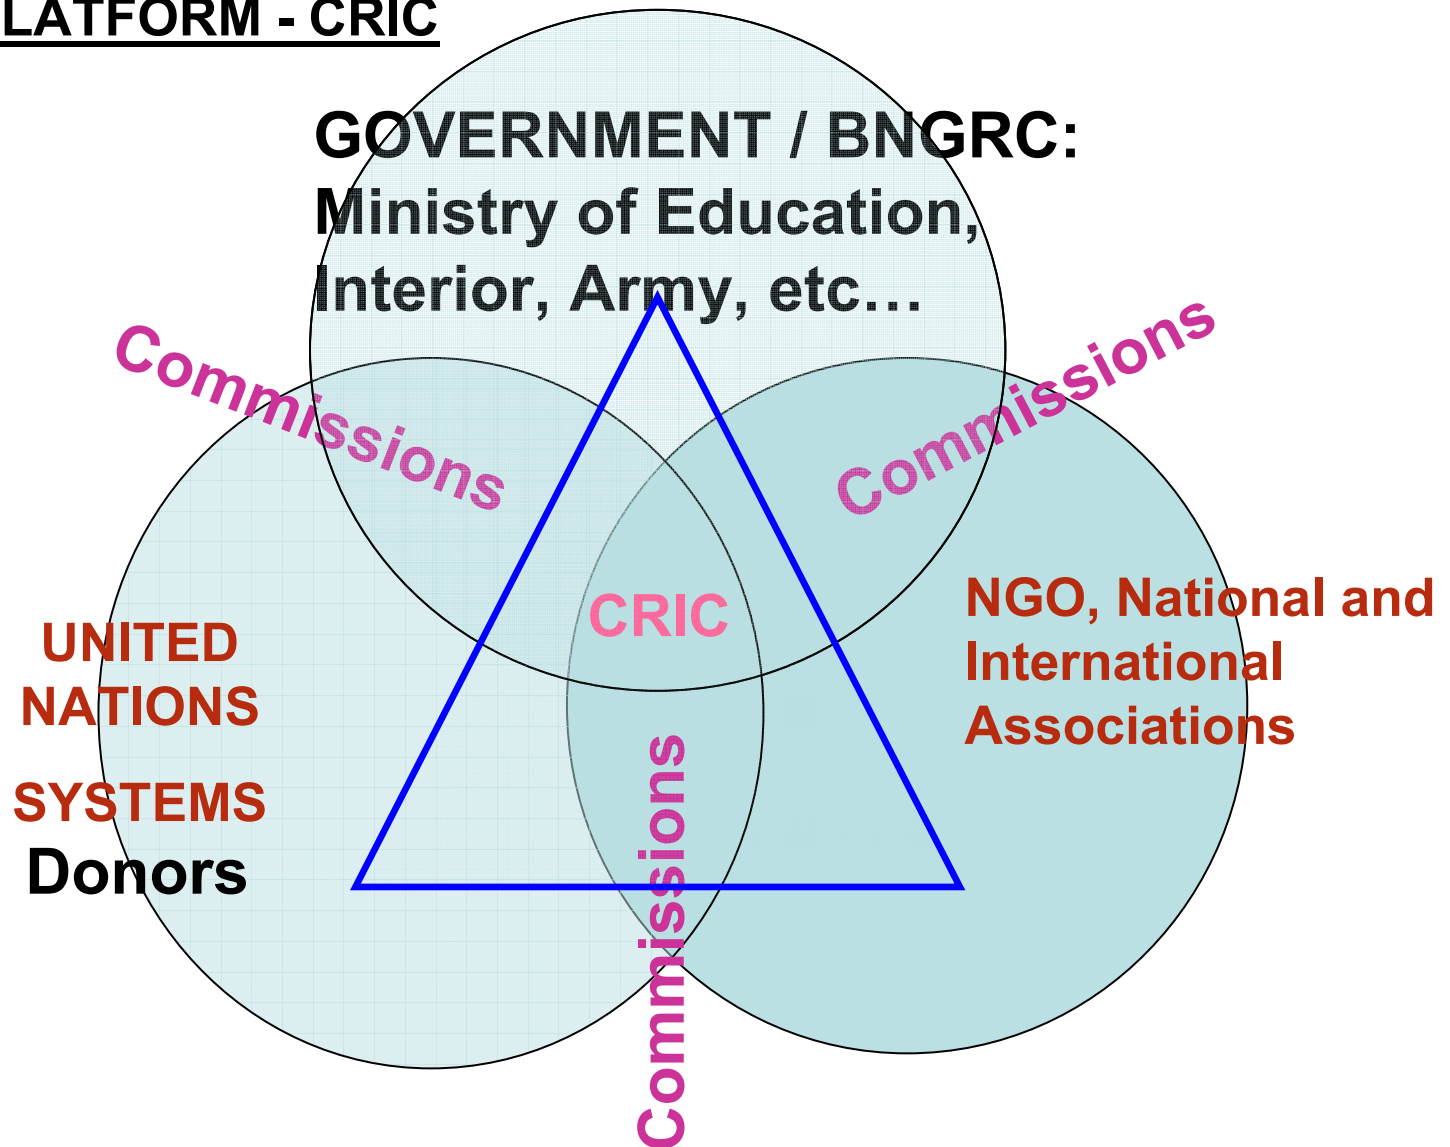 LATFORM - CRIC
GOVERNMENT / BNGRC:
Ministry of Education,
Interior, Army, etc…
Commissions
Commissions
CRIC
UNITED
NATIONS
SYSTEMS
Donors
NGO, National and
International
Associations
Commissions